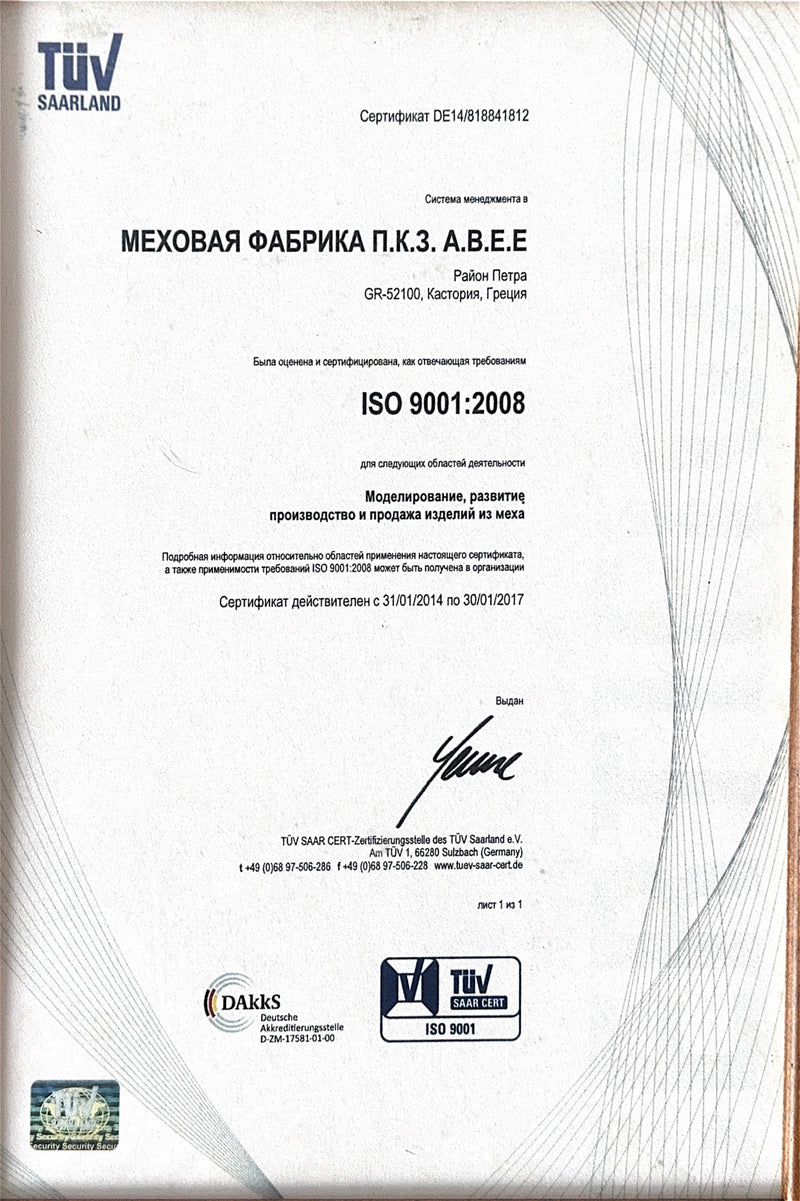 TÜV
SAARLAND
Сертификат DE14/818841812
Система менеджмента в
МЕХОВАЯ ФАБРИКА П.К.З. A.B.E.E
Район Петра
GR-52100, Кастория, Греция
Была оценена и сертифицирована, как отвечающая требованиям
ISO 9001:2008
для следующих областей деятельности
Моделирование, развитие
производство и продажа изделий из меха
Подробная информация относительно областей применения настоящего сертификата,
а также применимости требований ISO 9001:2008 может быть получена в организации
Сертификат действителен с 31/01/2014 по 30/01/2017
Выдан
TÜV SAAR CERT-Zertifizierungsstelle des TÜV Saarland e.V.
Am TÜV 1, 66280 Sulzbach (Germany)
t +49 (0)68 97-506-286 f +49 (0)68 97-506-228 www.tuev-saar-cert.de
лист 1 из 1
DAkkS
Deutsche
Akkreditierungsstelle
D-ZM-17581-01-00
TÜV
SAAR CERT
ISO 9001
TÜV
Security Security Secu